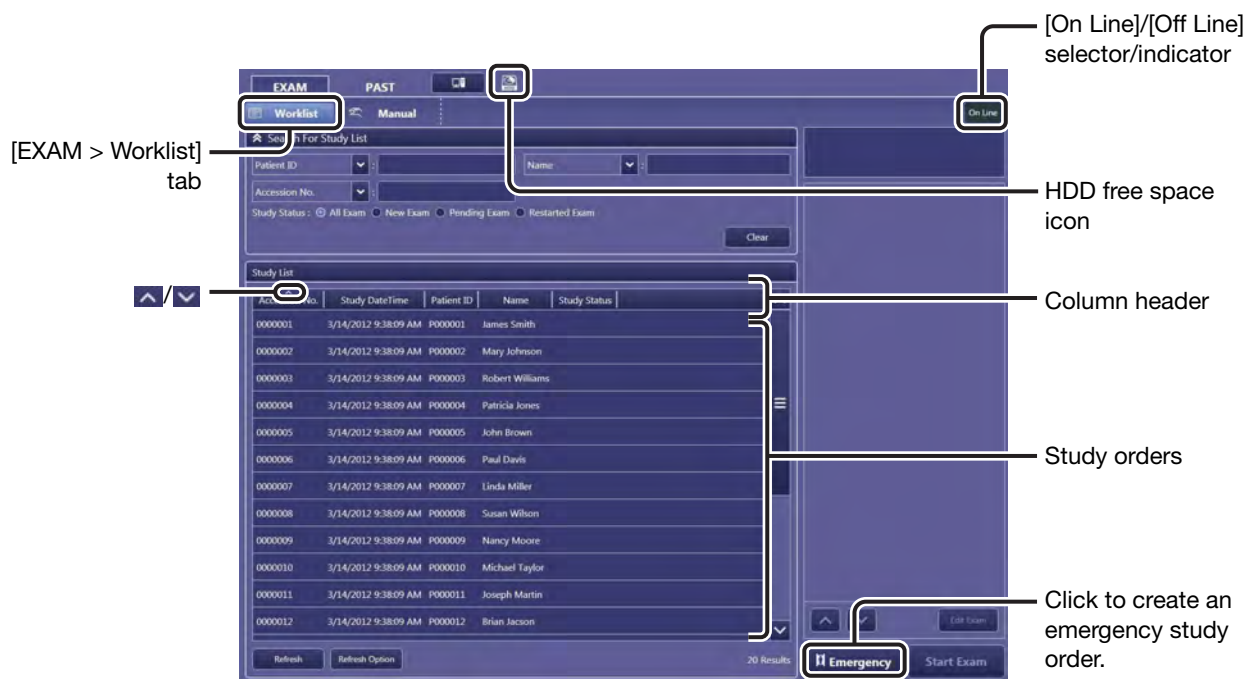 [On Line]/[Off Line]
selector/indicator
EXAM PAST
Worklist Manual On Line
[EXAM > Worklist]
tab
Search For Study List
Patient ID : Name :
HDD free space
icon
Accession No. :
Study Status : All Exam New Exam Pending Exam Restarted Exam
Clear
Study List
/
Column header
No. Study DateTime Patient ID Name Study Status
0000001 3/14/2012 9:38:09 AM P000001 James Smith
0000002 3/14/2012 9:38:09 AM P000002 Mary Johnson
0000003 3/14/2012 9:38:09 AM P000003 Robert Williams
0000004 3/14/2012 9:38:09 AM P000004 Patricia Jones
0000005 3/14/2012 9:38:09 AM P000005 John Brown
Study orders
0000006 3/14/2012 9:38:09 AM P000006 Paul Davis
0000007 3/14/2012 9:38:09 AM P000007 Linda Miller
0000008 3/14/2012 9:38:09 AM P000008 Susan Wilson
0000009 3/14/2012 9:38:09 AM P000009 Nancy Moore
0000010 3/14/2012 9:38:09 AM P000010 Michael Taylor
0000011 3/14/2012 9:38:09 AM P000011 Joseph Martin
0000012 3/14/2012 9:38:09 AM P000012 Brian Jacson
Edit Exam
Click to create an
emergency study
order.
Refresh Refresh Option 20 Results Emergency Start Exam